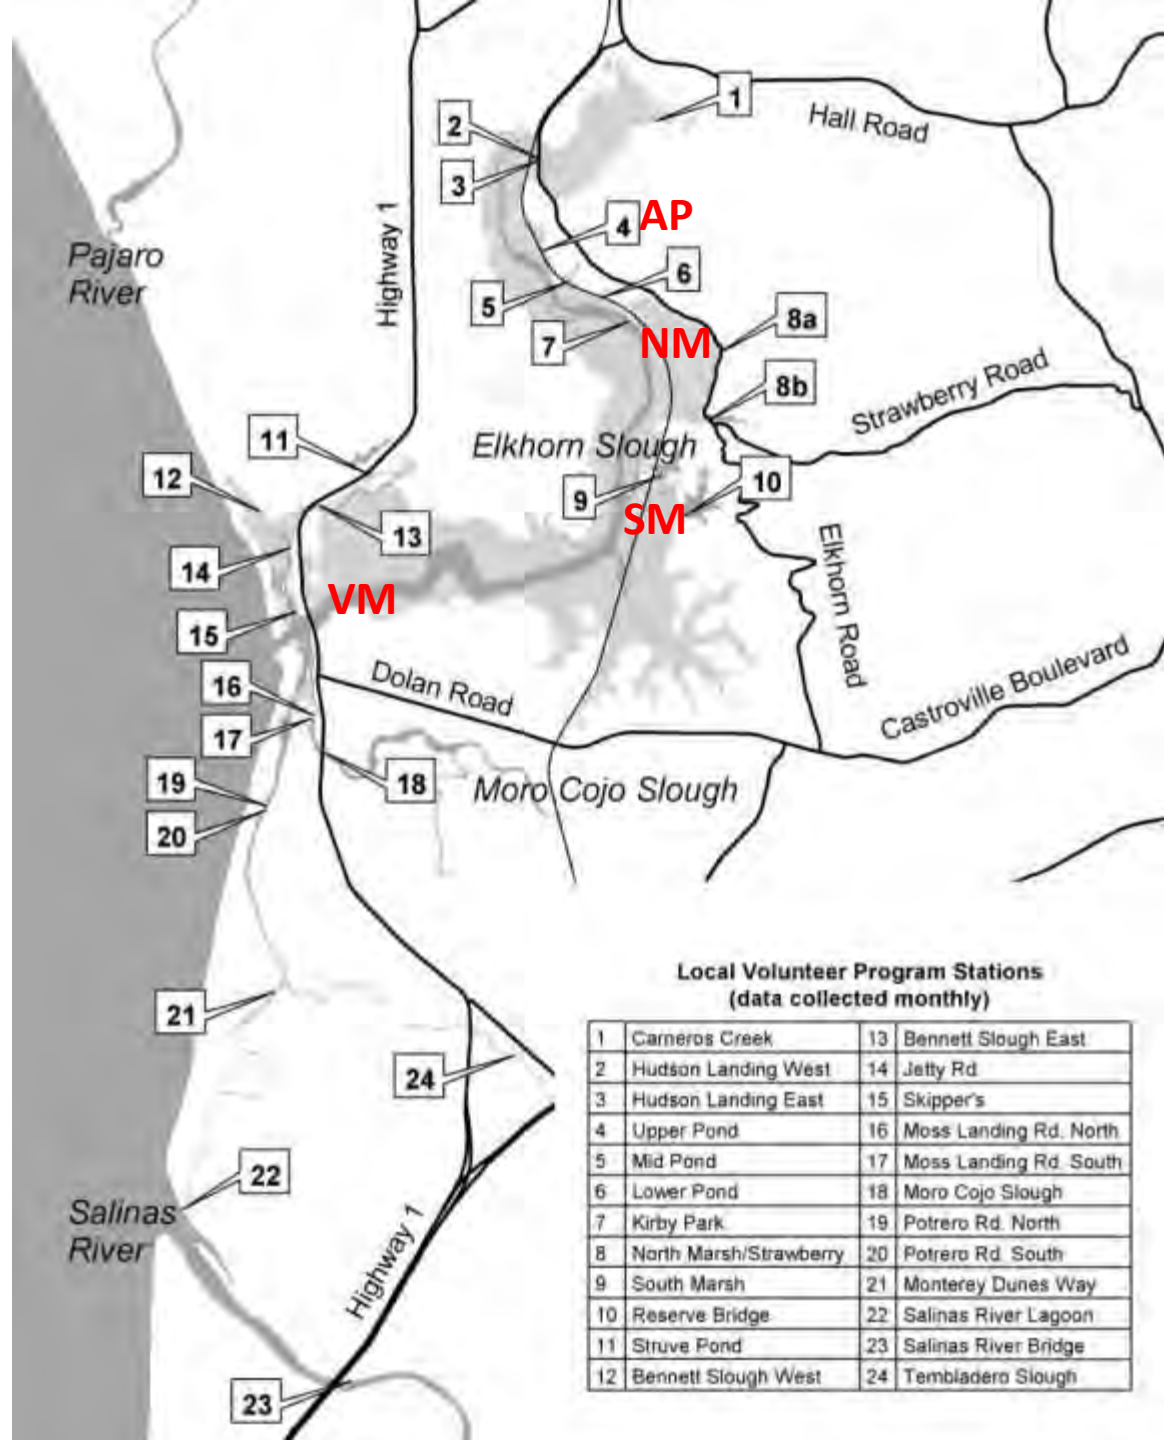 1
Hall Road
2
3
4
AP
Highway 1
Pajaro
River
6
5
8a
7
NM
8b
Strawberry Road
11
Elkhorn Slough
12
10
9
SM
13
14
Elkhorn Road
VM
15
16
Dolan Road
Castroville Boulevard
17
18
19
Moro Cojo Slough
20
21
24
22
Salinas
River
Highway 1
23
Local Volunteer Program Stations
(data collected monthly)
1 Carneros Creek 13 Bennett Slough East
2 Hudson Landing West 14 Jetty Rd
3 Hudson Landing East 15 Skipper's
4 Upper Pond 16 Moss Landing Rd. North
5 Mid Pond 17 Moss Landing Rd. South
6 Lower Pond 18 Moro Cojo Slough
7 Kirby Park 19 Potrero Rd. North
8 North Marsh/Strawberry 20 Potrero Rd. South
9 South Marsh 21 Monterey Dunes Way
10 Reserve Bridge 22 Salinas River Lagoon
11 Struve Pond 23 Salinas River Bridge
12 Bennett Slough West 24 Tembladero Slough